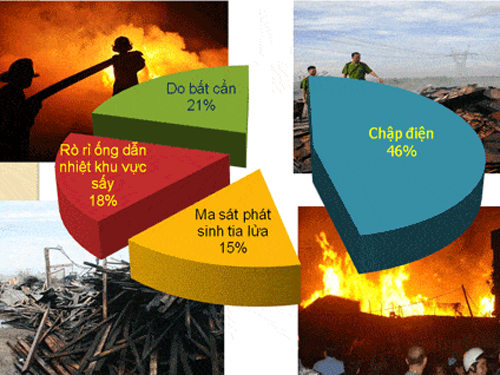 Do bất cẩn
21%
Chập điện
46%
Rò rỉ ống dẫn
nhiệt khu vực
sấy
18%
Ma sát phát
sinh tia lửa
15%